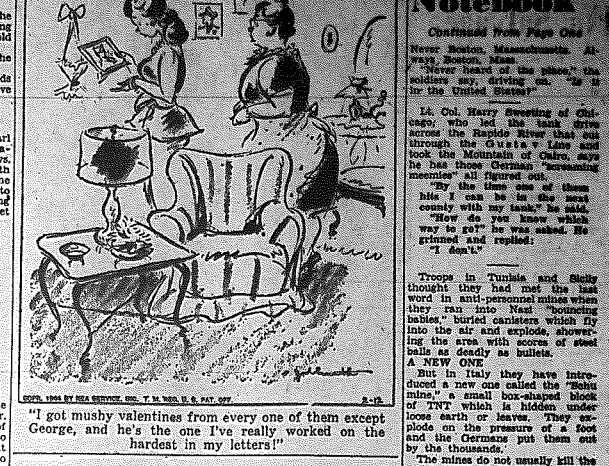 COPR. 1944 BY NEA SERVICE, INC. T. M. REG. U. S. PAT. OFF.
2-12
"I got mushy valentines from every one of them except
George, and he's the one I've really worked on the
hardest in my letters!"
Notebook
Continued from Page One
Never Boston, Massachusetts. Al-
ways, Boston, Mass.
"Never heard of the place," the
soldiers say, driving on. "Is it
in the United States?"
Lt. Col. Harry Sweeting of Chi-
cago, who led the tank drive
across the Rapido River that cut
through the Gustav Line and
took the Mountain of Cairo, says
he has those German "screaming
meemies" all figured out.
"By the time one of them
hits I can be in the next
county with my tank," he said.
"How do you know which
way to go?" he was asked. He
grinned and replied:
"I don't."
Troops in Tunisia and Sicily
thought they had met the last
word in anti-personnel mines when
they ran into Nazi "bouncing
babies," buried canisters which fly
into the air and explode, shower-
ing the area with scores of steel
balls as deadly as bullets.
A NEW ONE
But in Italy they have intro-
duced a new one called the "Schu
mine," a small box-shaped block
of TNT which is hidden under
loose earth or leaves. They ex-
plode on the pressure of a foot
and the Germans put them out
by the thousands.
The mines do not usually kill the